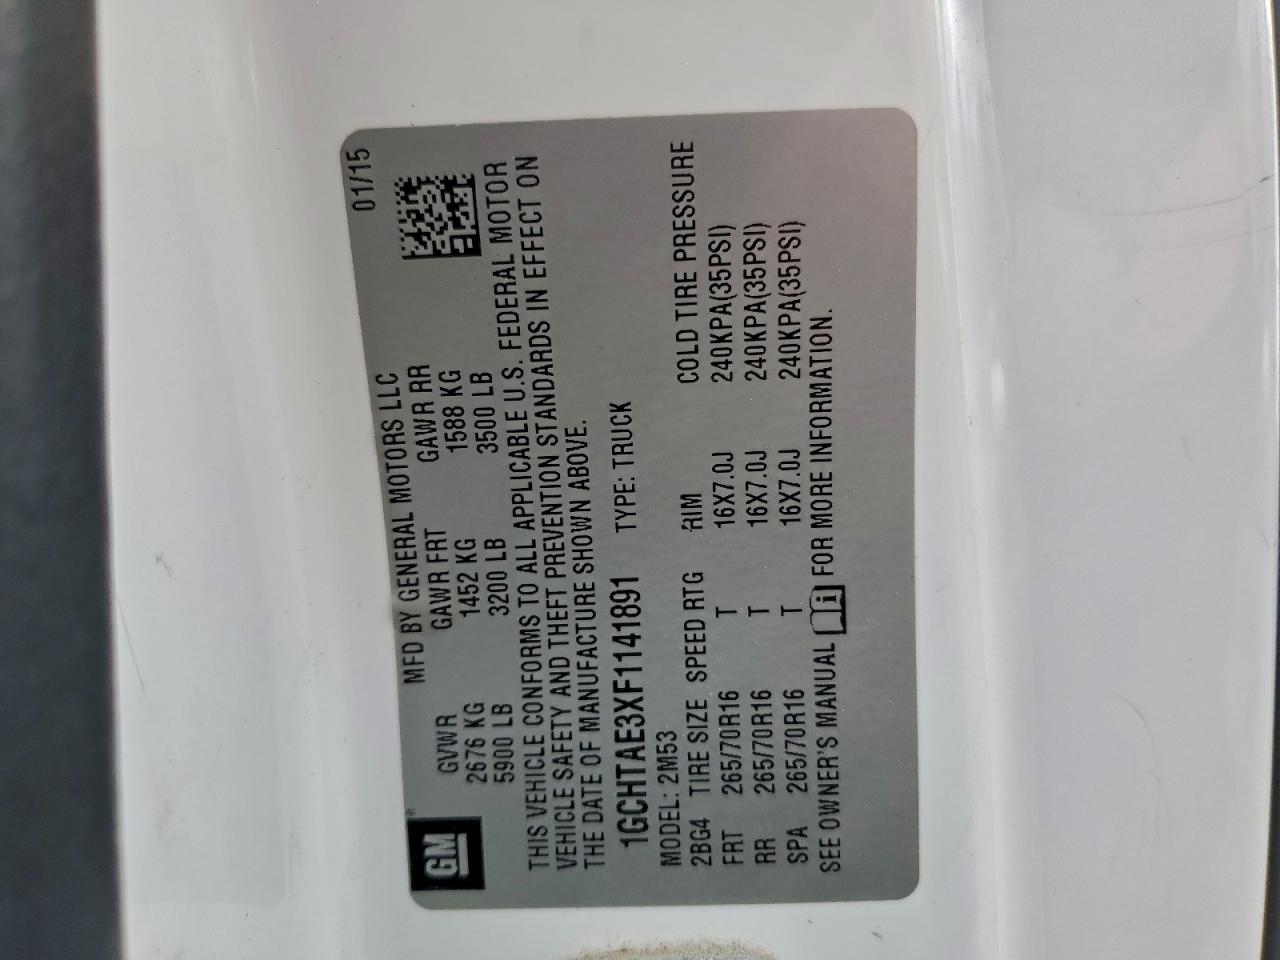 01/15
MFD BY GENERAL MOTORS LLC
GM®
GVWR GAWR FRT GAWR RR
2676 KG 1452 KG 1588 KG
5900 LB 3200 LB 3500 LB
THIS VEHICLE CONFORMS TO ALL APPLICABLE U.S. FEDERAL MOTOR
VEHICLE SAFETY AND THEFT PREVENTION STANDARDS IN EFFECT ON
THE DATE OF MANUFACTURE SHOWN ABOVE.
1GCHTAE3XF1141891 TYPE: TRUCK
MODEL: 2M53
2BG4 TIRE SIZE SPEED RTG RIM COLD TIRE PRESSURE
FRT 265/70R16 T 16X7.0J 240KPA(35PSI)
RR 265/70R16 T 16X7.0J 240KPA(35PSI)
SPA 265/70R16 T 16X7.0J 240KPA(35PSI)
SEE OWNER'S MANUAL i FOR MORE INFORMATION.